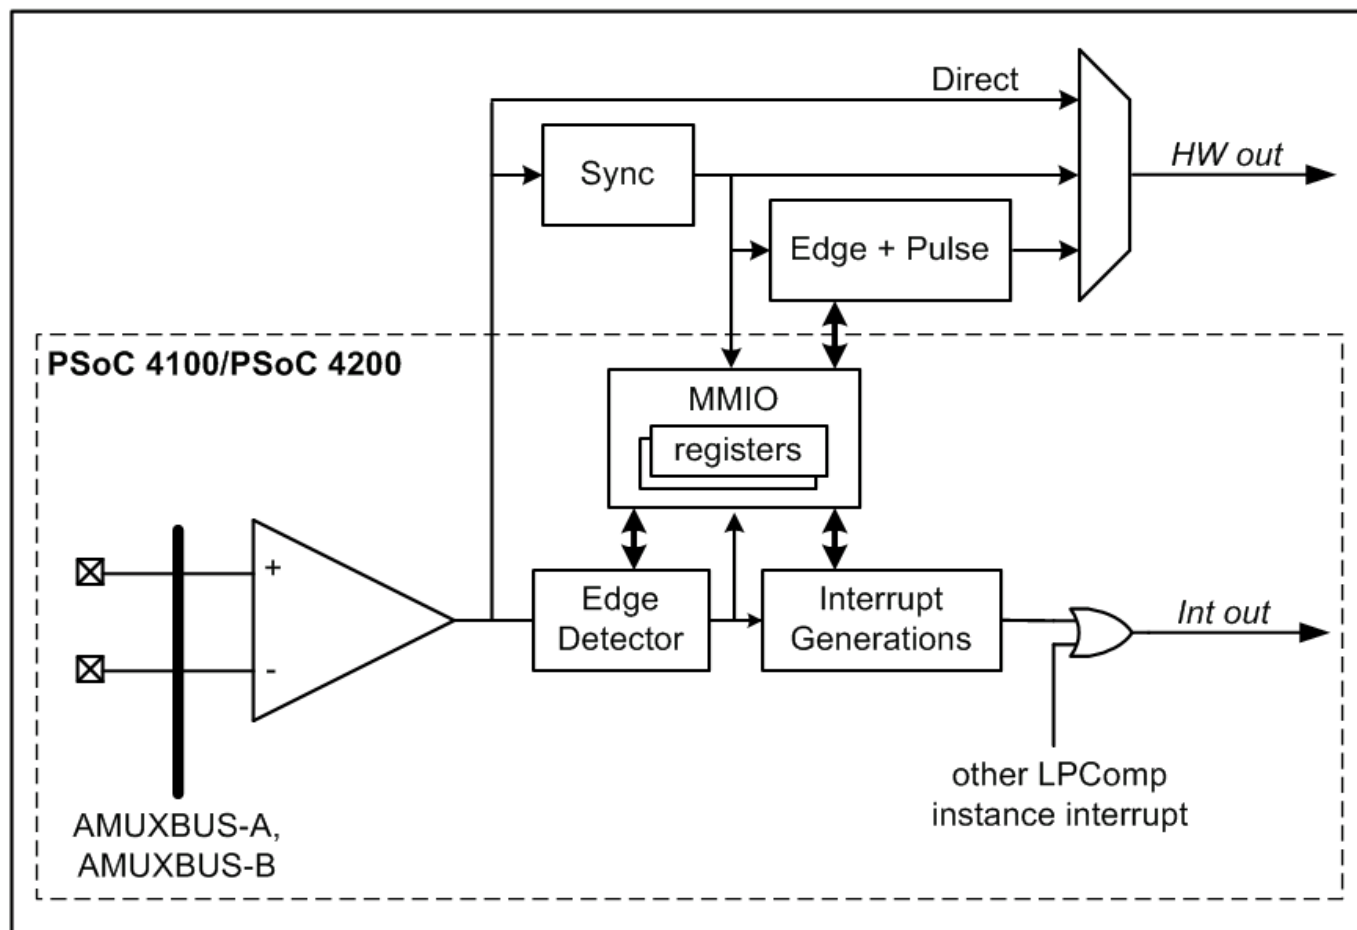 Direct
HW out
Sync
Edge + Pulse
PSoC 4100/PSoC 4200
MMIO
registers
+
-
Edge
Detector
Interrupt
Generations
Int out
other LPComp
instance interrupt
AMUXBUS-A,
AMUXBUS-B